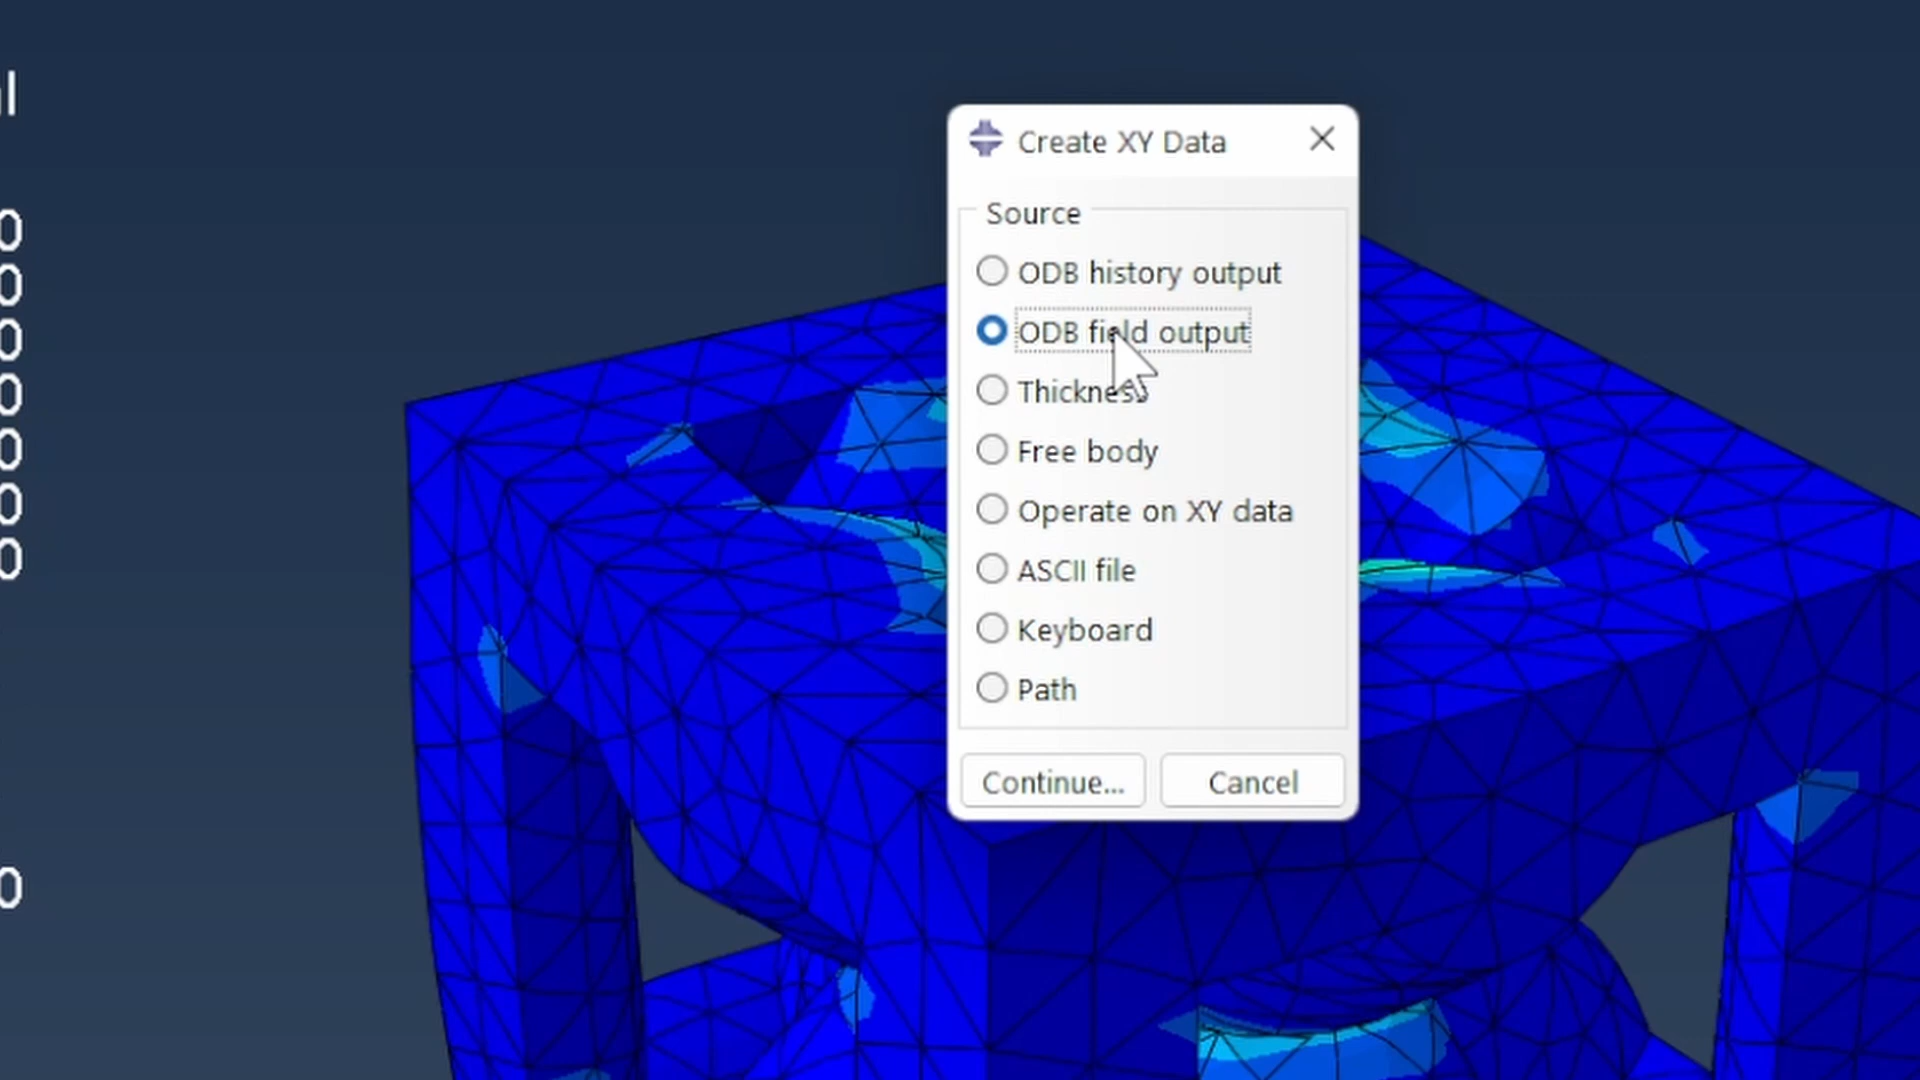 Create XY Data
Source
ODB history output
ODB field output
Thickness
Free body
Operate on XY data
ASCII file
Keyboard
Path
Continue...
Cancel